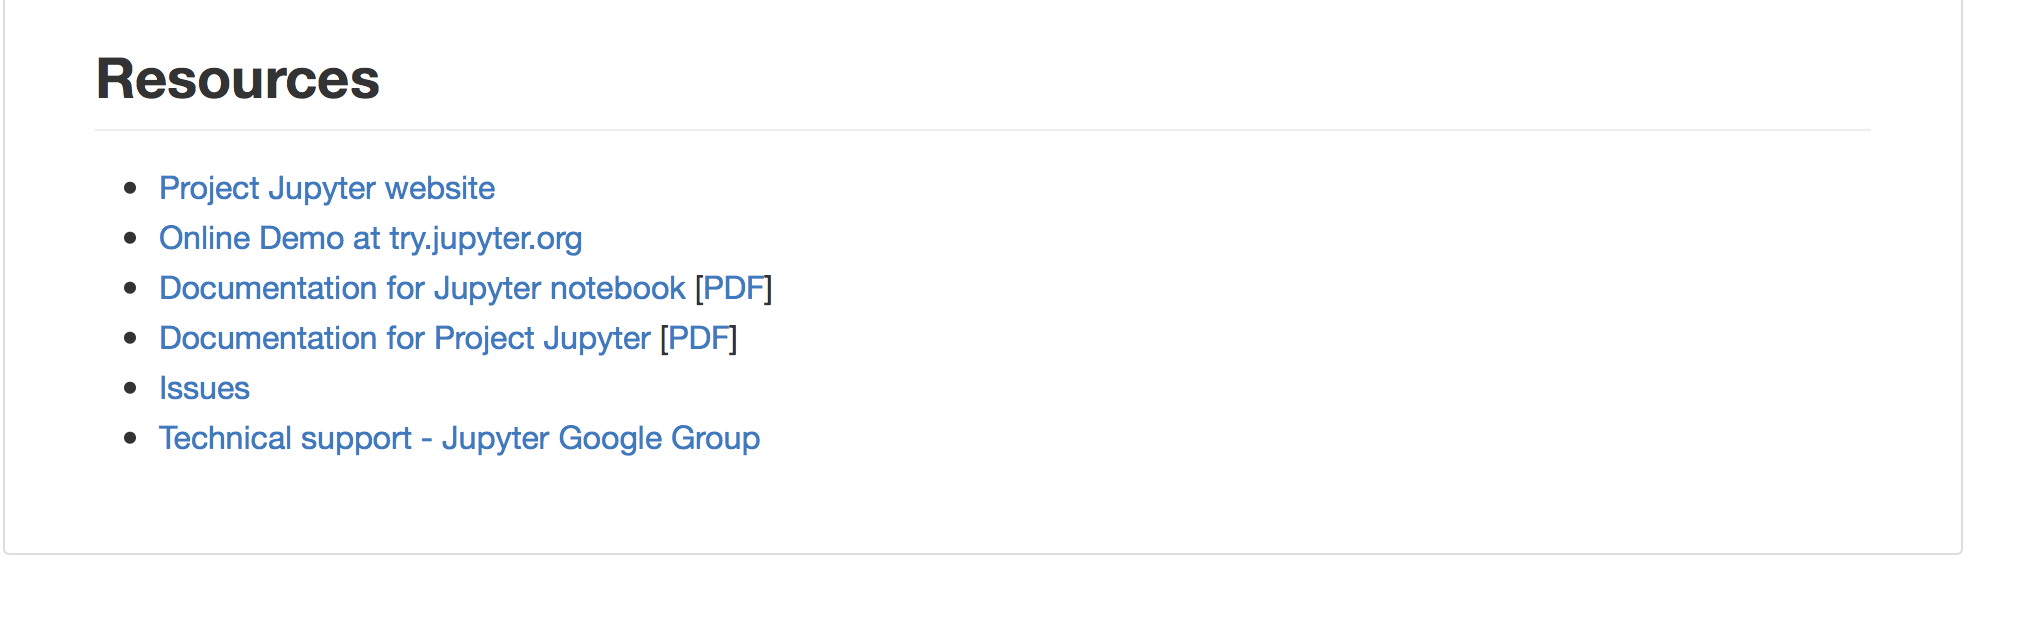 Resources
Project Jupyter website
Online Demo at try.jupyter.org
Documentation for Jupyter notebook [PDF]
Documentation for Project Jupyter [PDF]
Issues
Technical support - Jupyter Google Group